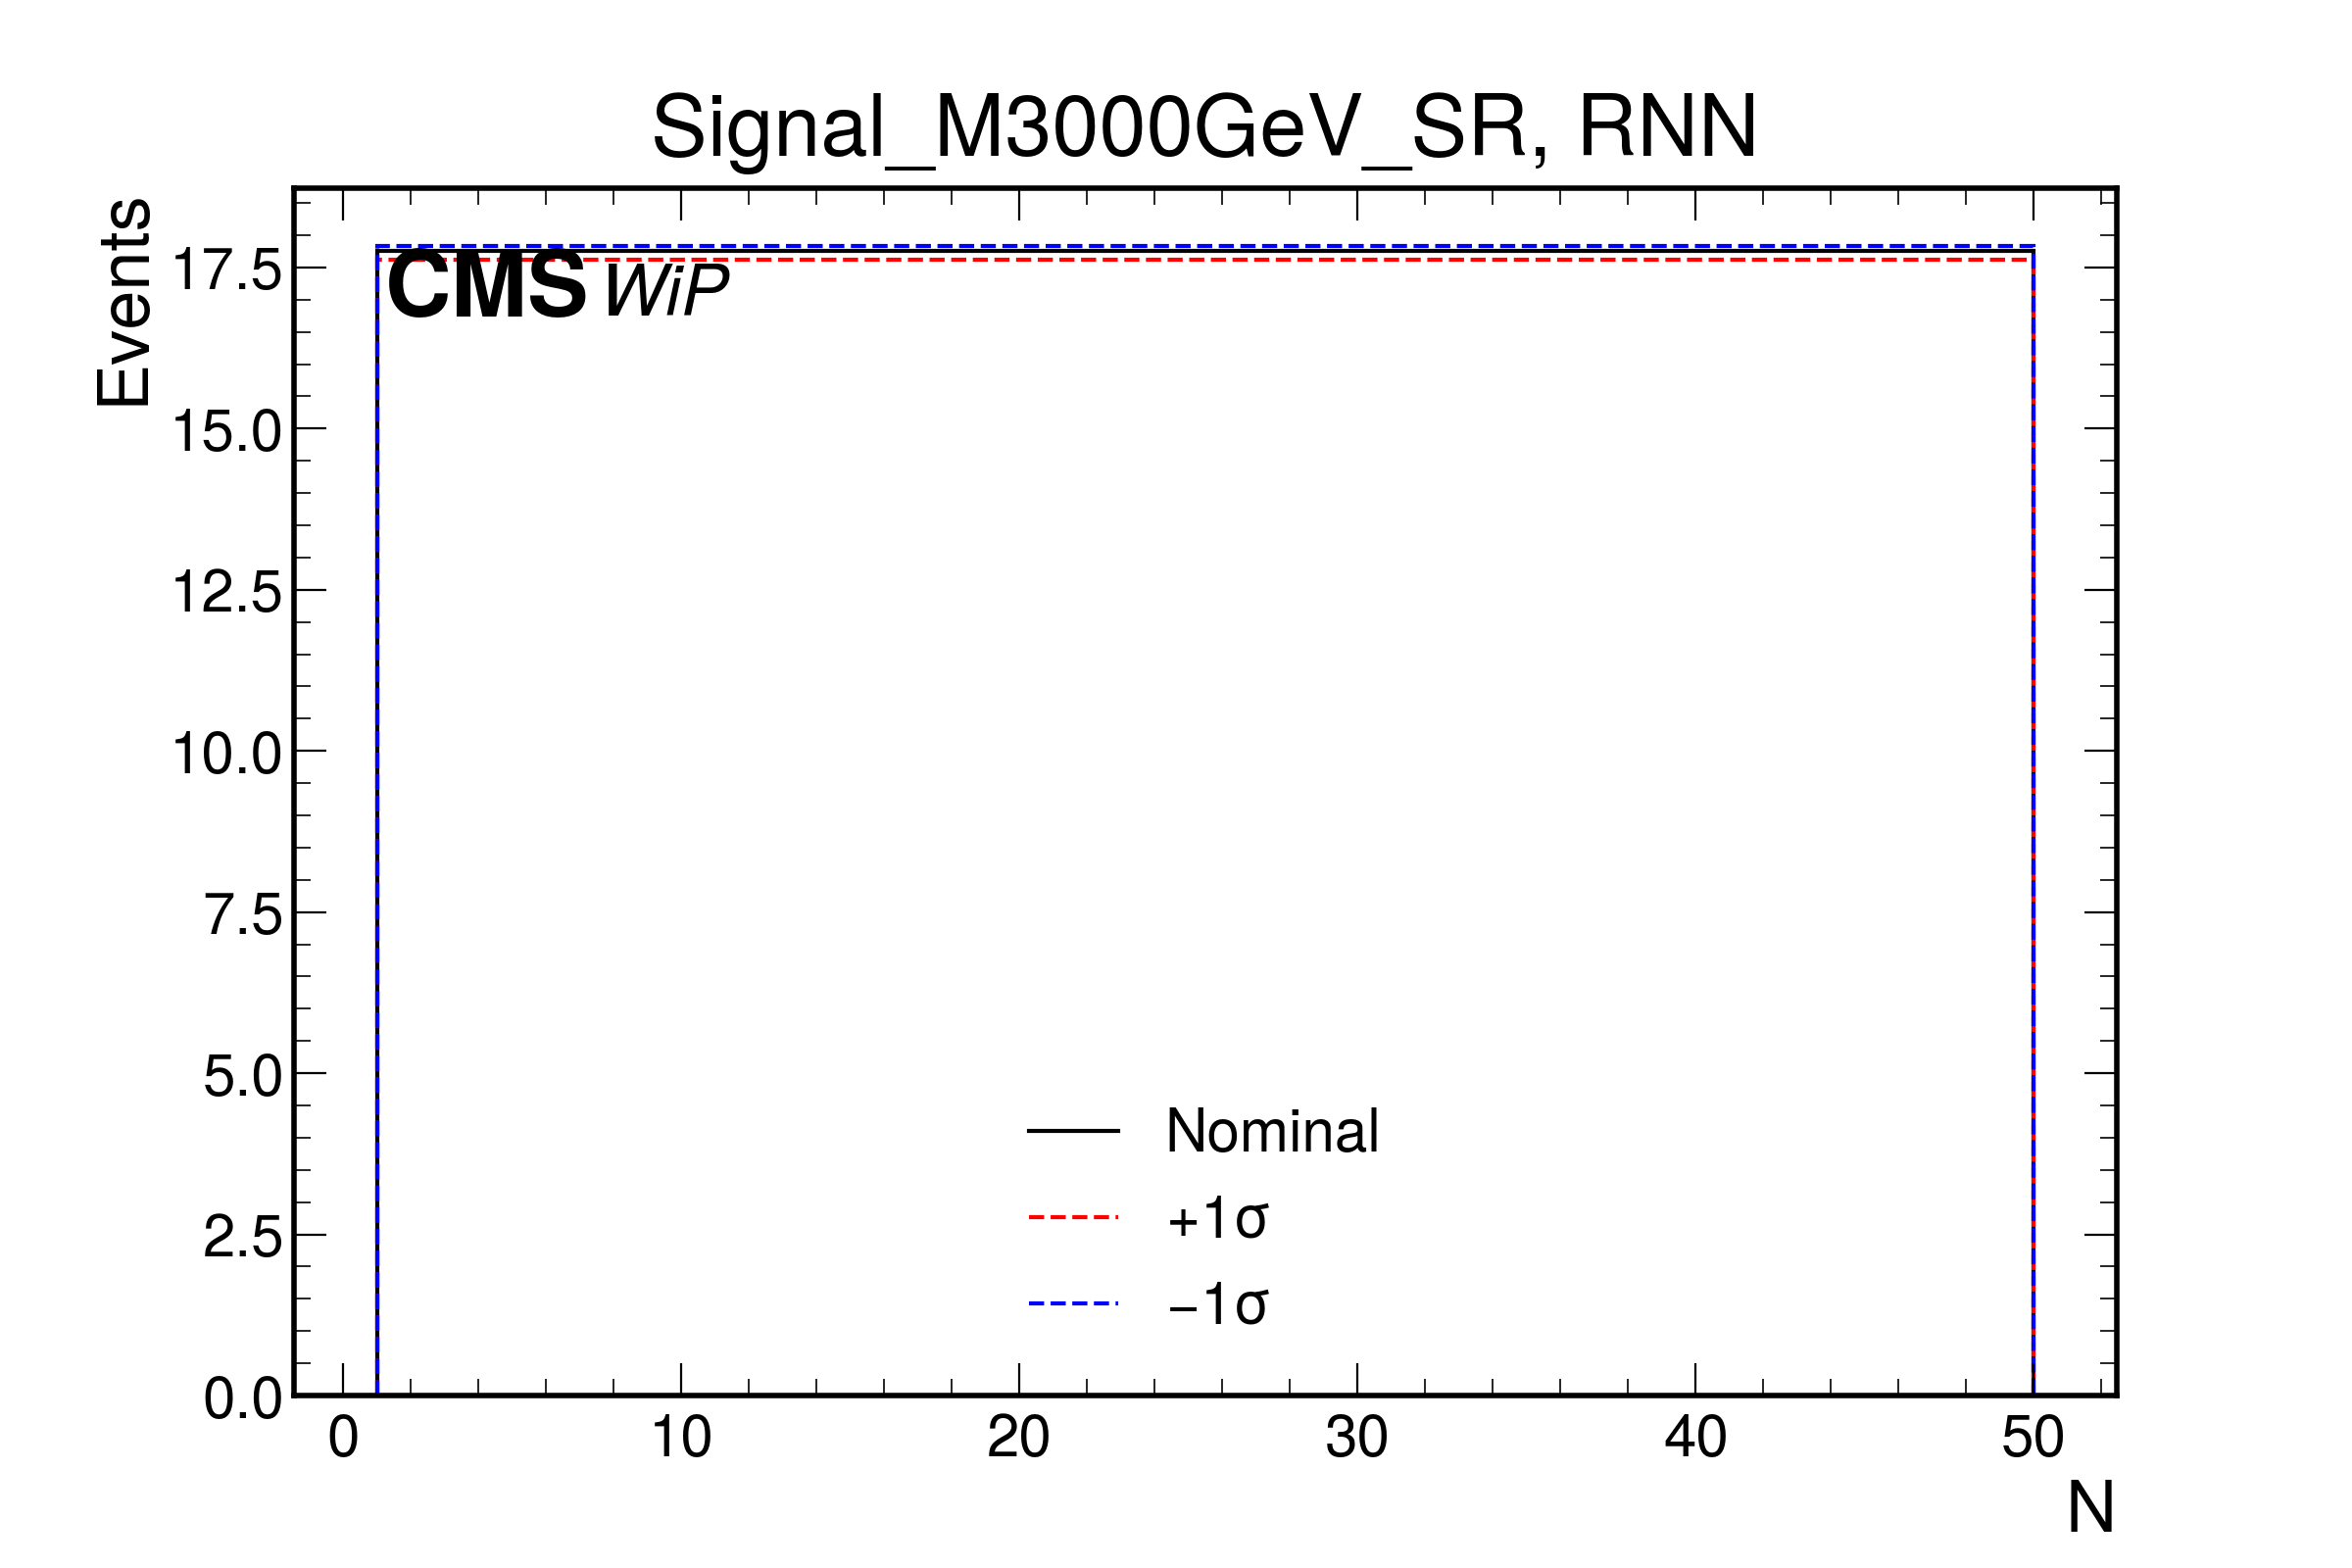 Signal_M3000GeV_SR, RNN
Events
17.5
CMS WiP
15.0
12.5
10.0
7.5
5.0
2.5
0.0
Nominal
+1σ
−1σ
0 10 20 30 40 50
N